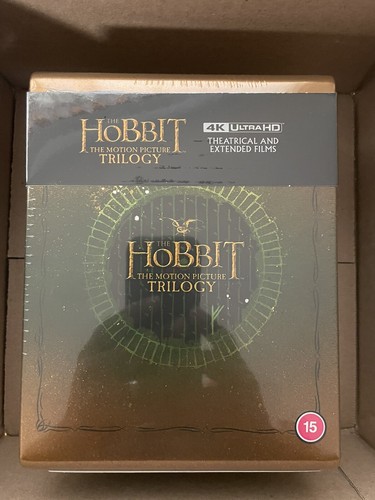 THE
HOBBIT
THE MOTION PICTURE
TRILOGY
4K ULTRA HD
THEATRICAL AND
EXTENDED FILMS
THE
HOBBIT
THE MOTION PICTURE
TRILOGY
15